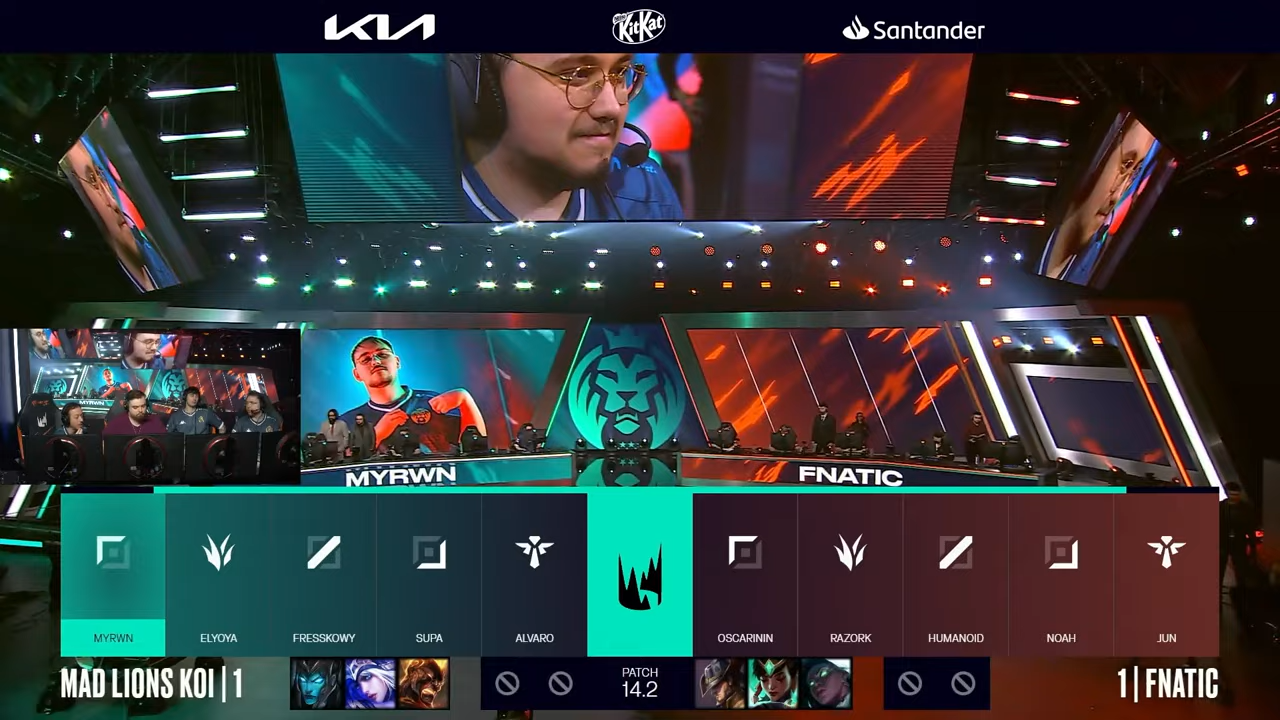 KIA
KitKat
Santander
MYRWN
MYRWN
FNATIC
MYRWN
ELYOYA
FRESSKOWY
SUPA
ALVARO
OSCARININ
RAZORK
HUMANOID
NOAH
JUN
MAD LIONS KOI | 1
PATCH
14.2
1 | FNATIC